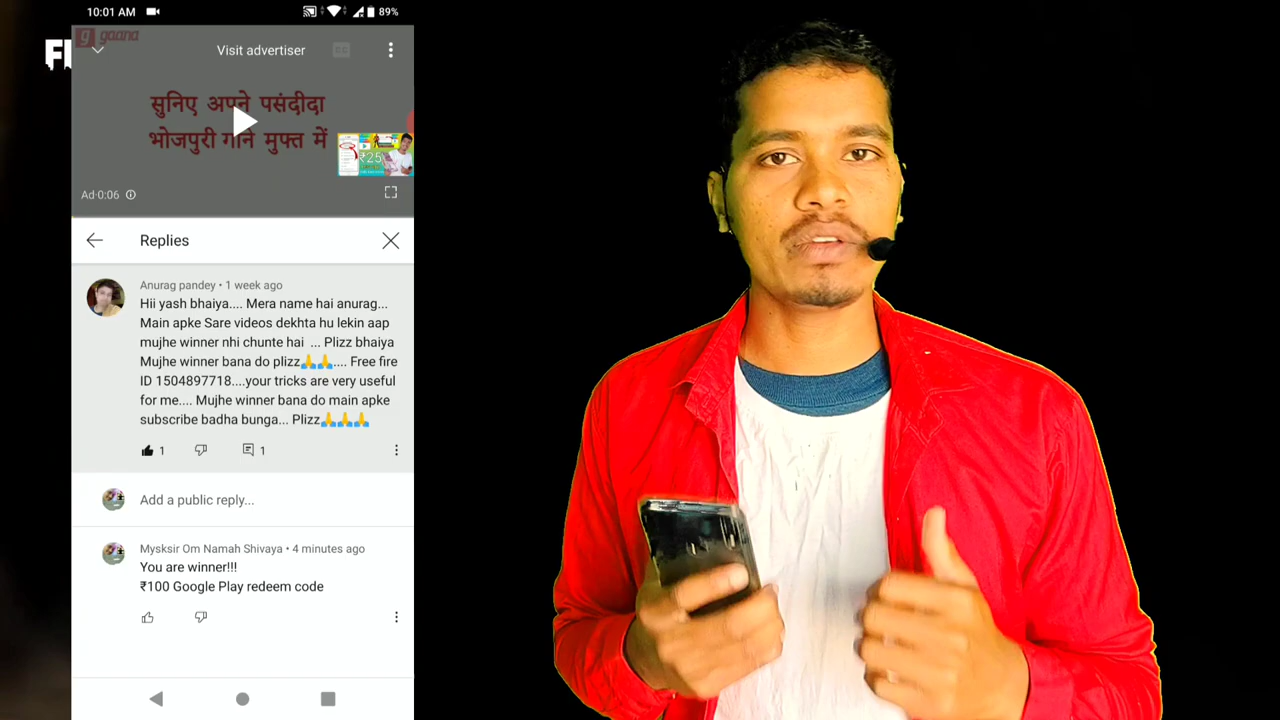 10:01 AM
89%
FI
gaana
Visit advertiser
CC
सुनिए अपने पसंदीदा
भोजपुरी गाने मुफ्त में
₹25
Ad·0:06
Replies
Anurag pandey • 1 week ago
Hii yash bhaiya.... Mera name hai anurag...
Main apke Sare videos dekhta hu lekin aap
mujhe winner nhi chunte hai ... Plizz bhaiya
Mujhe winner bana do plizz🙏🙏.... Free fire
ID 1504897718....your tricks are very useful
for me.... Mujhe winner bana do main apke
subscribe badha bunga... Plizz🙏🙏🙏
1
1
Add a public reply...
Mysksir Om Namah Shivaya • 4 minutes ago
You are winner!!!
₹100 Google Play redeem code